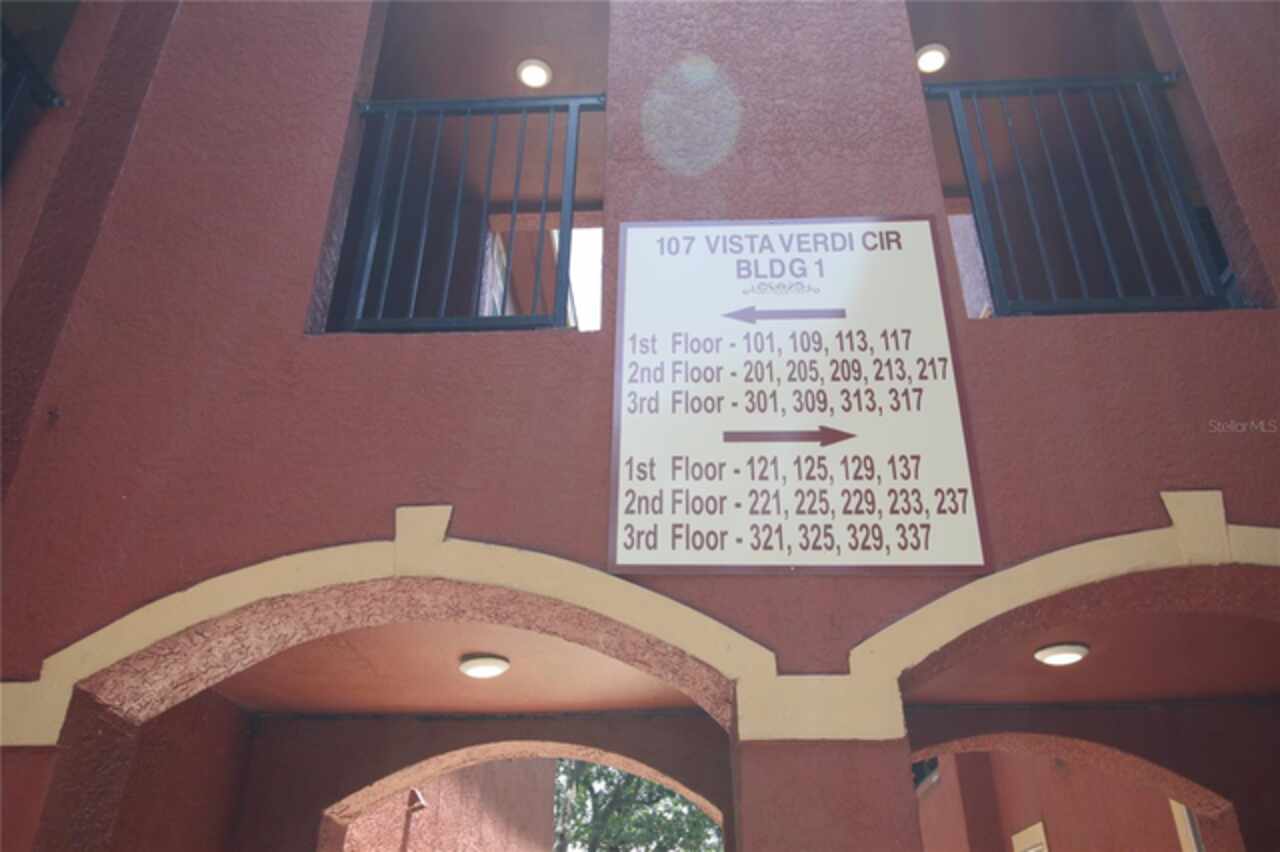 107 VISTA VERDI CIR
BLDG 1
1st Floor - 101, 109, 113, 117
2nd Floor - 201, 205, 209, 213, 217
3rd Floor - 301, 309, 313, 317
1st Floor - 121, 125, 129, 137
2nd Floor - 221, 225, 229, 233, 237
3rd Floor - 321, 325, 329, 337
Stellar MLS